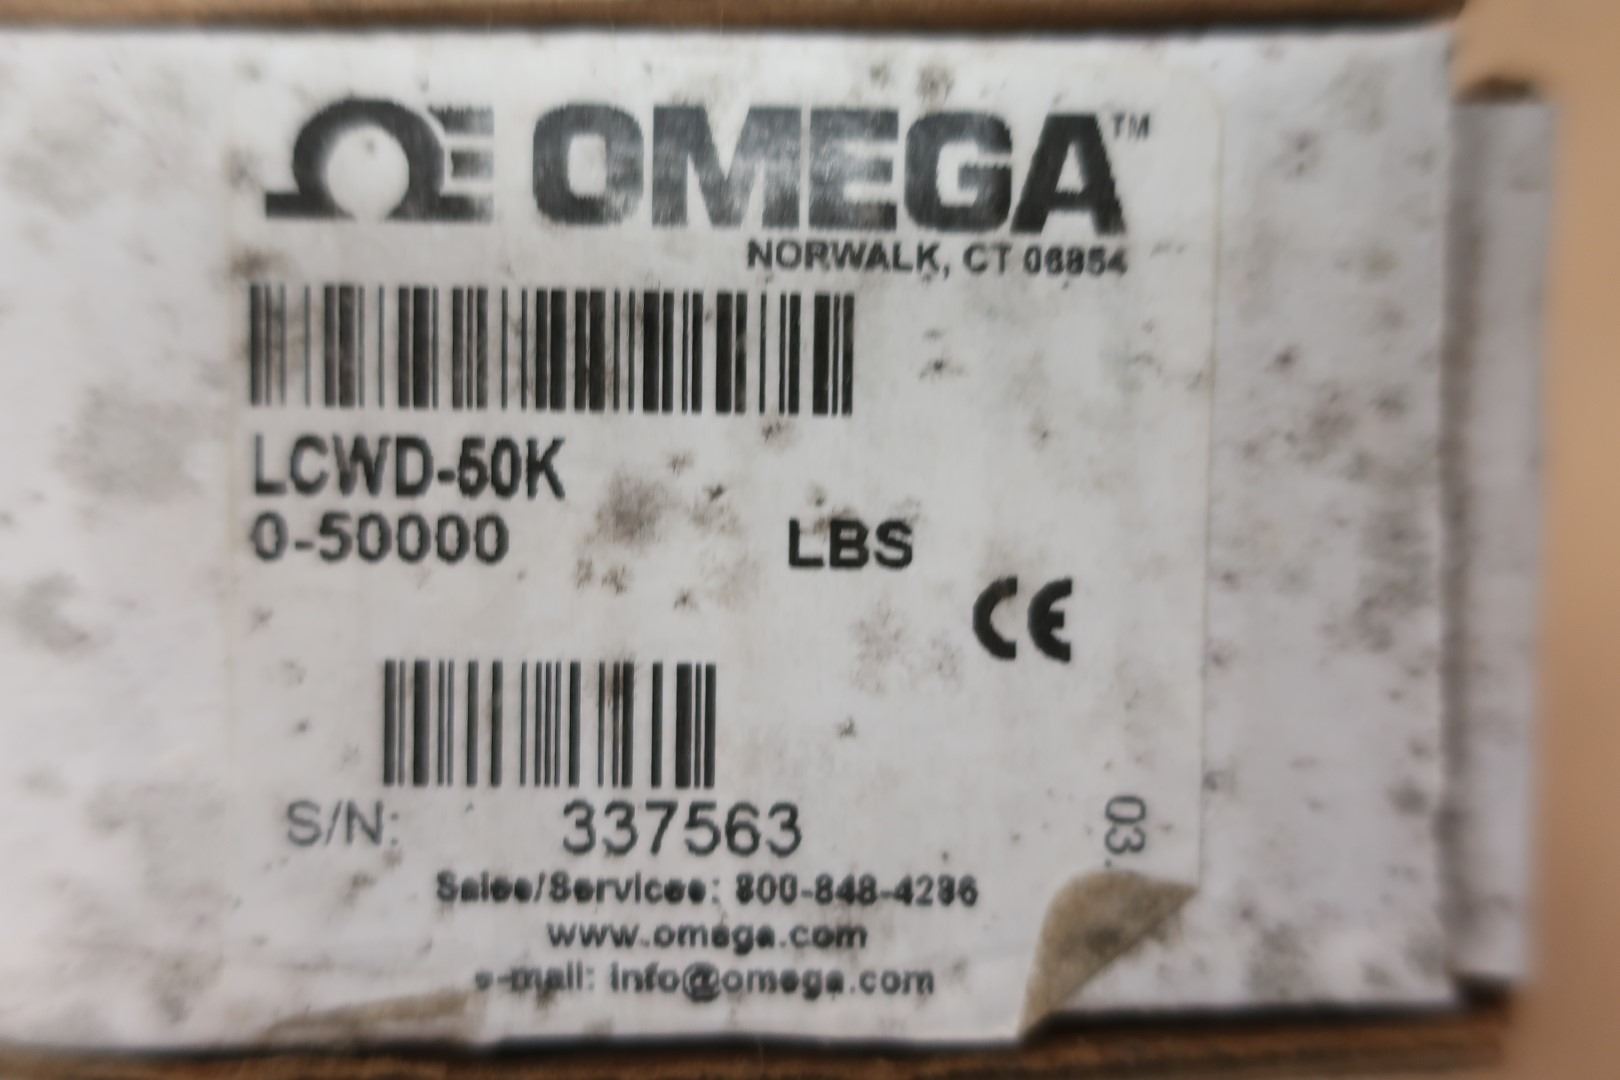 ΩE OMEGA™
NORWALK, CT 06854
LCWD-50K
0-50000 LBS
CE
S/N: 337563
03.
Sales/Services: 800-848-4286
www.omega.com
e-mail: info@omega.com